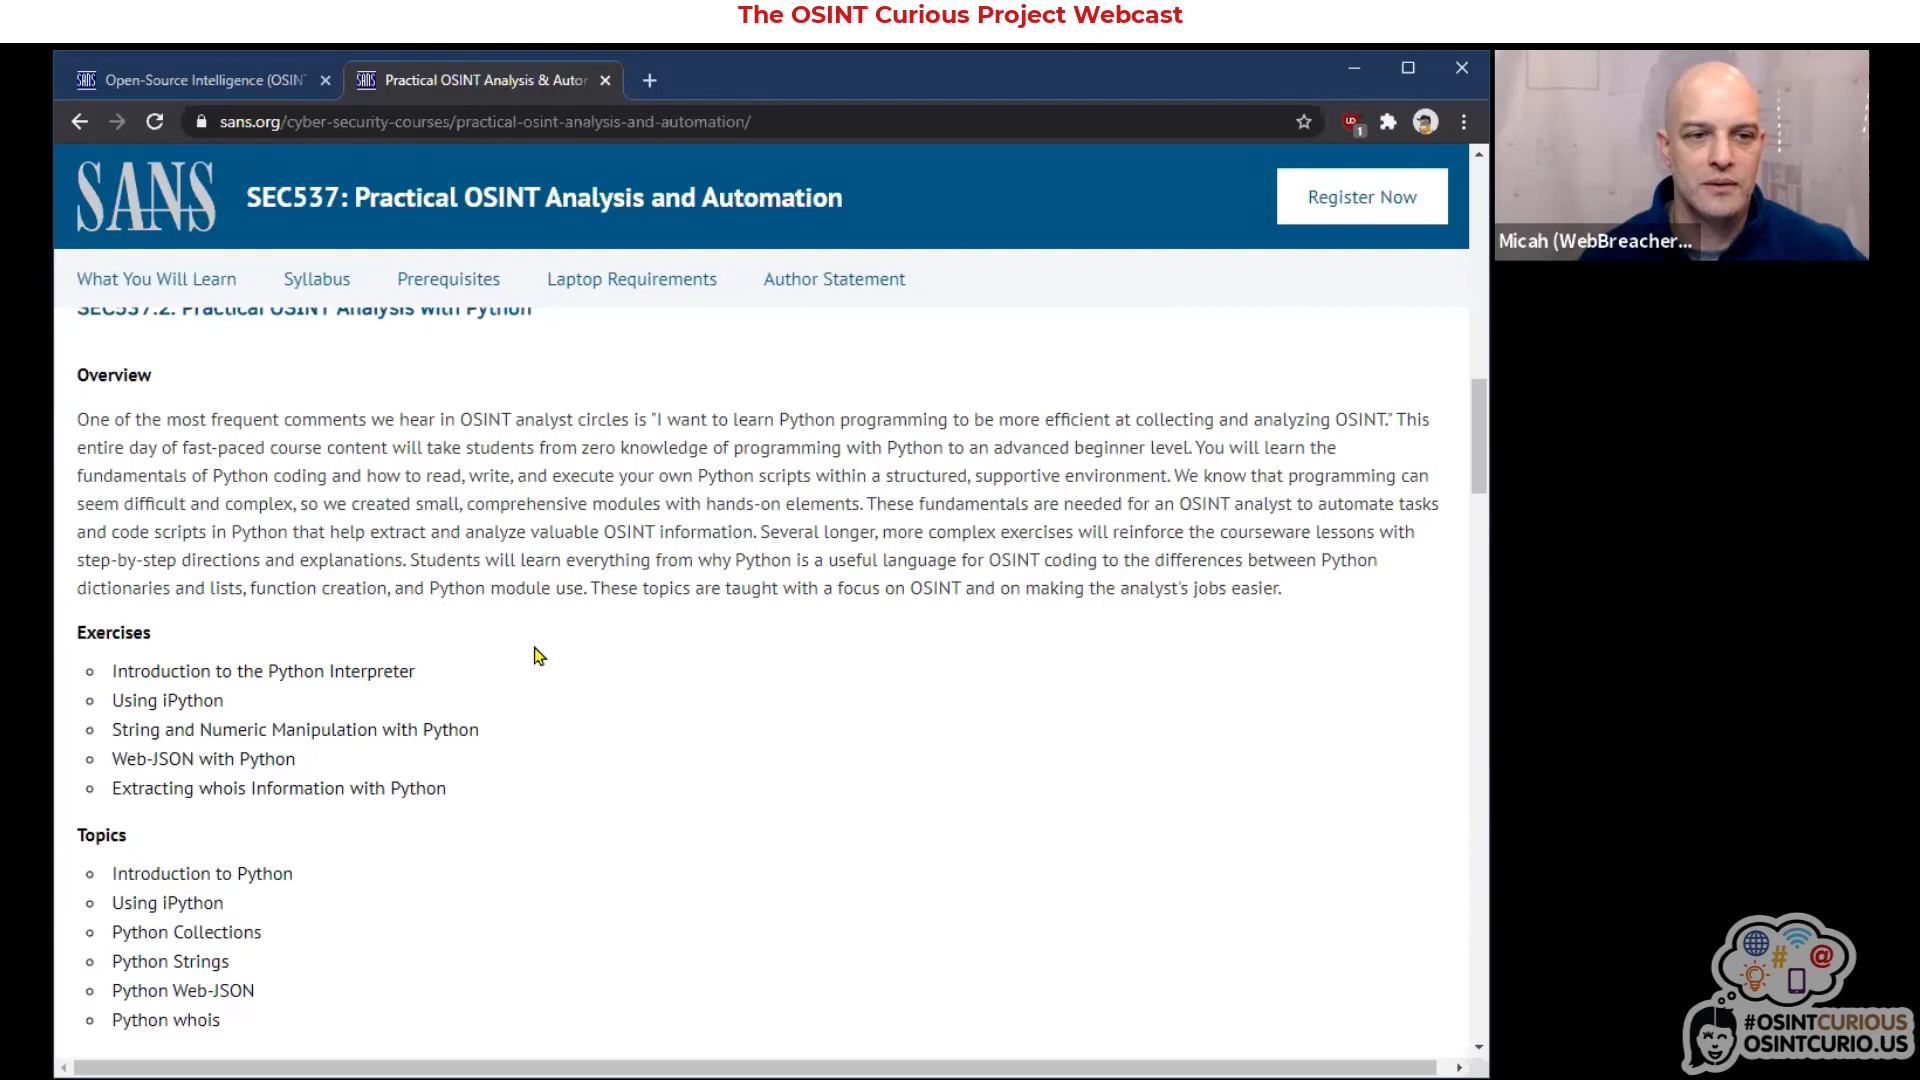 The OSINT Curious Project Webcast
SANS Open-Source Intelligence (OSIN
SANS Practical OSINT Analysis & Autor
sans.org/cyber-security-courses/practical-osint-analysis-and-automation/
UD
1
SANS
SEC537: Practical OSINT Analysis and Automation
Register Now
Micah (WebBreacher...
What You Will Learn
Syllabus
Prerequisites
Laptop Requirements
Author Statement
SEC537.2: Practical OSINT Analysis with Python
Overview
One of the most frequent comments we hear in OSINT analyst circles is "I want to learn Python programming to be more efficient at collecting and analyzing OSINT." This
entire day of fast-paced course content will take students from zero knowledge of programming with Python to an advanced beginner level. You will learn the
fundamentals of Python coding and how to read, write, and execute your own Python scripts within a structured, supportive environment. We know that programming can
seem difficult and complex, so we created small, comprehensive modules with hands-on elements. These fundamentals are needed for an OSINT analyst to automate tasks
and code scripts in Python that help extract and analyze valuable OSINT information. Several longer, more complex exercises will reinforce the courseware lessons with
step-by-step directions and explanations. Students will learn everything from why Python is a useful language for OSINT coding to the differences between Python
dictionaries and lists, function creation, and Python module use. These topics are taught with a focus on OSINT and on making the analyst's jobs easier.
Exercises
Introduction to the Python Interpreter
Using iPython
String and Numeric Manipulation with Python
Web-JSON with Python
Extracting whois Information with Python
Topics
Introduction to Python
Using iPython
Python Collections
Python Strings
Python Web-JSON
Python whois
#
@
#OSINTCURIOUS
OSINTCURIO.US